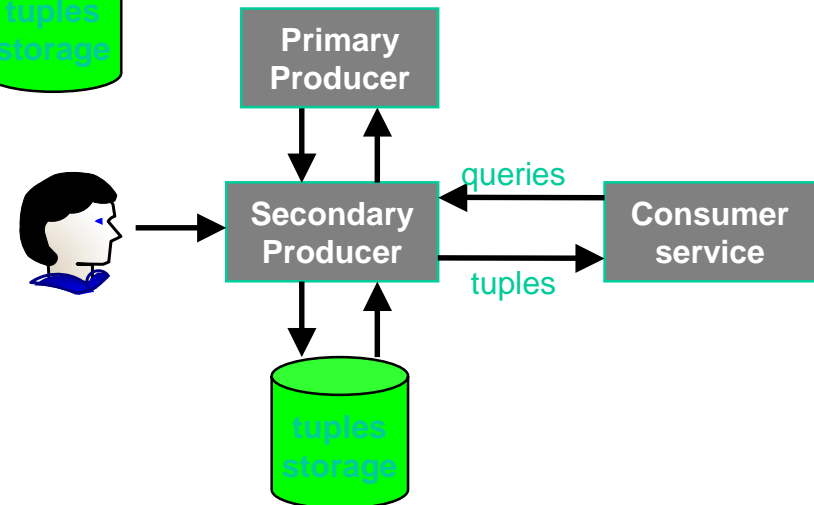 tuples
storage
Primary
Producer
queries
Secondary
Producer
Consumer
service
tuples
tuples
storage